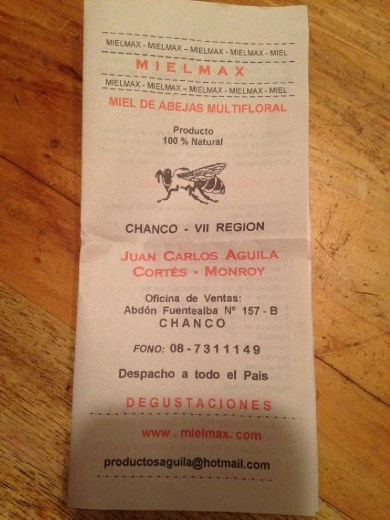 MIELMAX - MIELMAX – MIELMAX - MIELMAX - MIEL
MIELMAX
MIELMAX - MIELMAX – MIELMAX - MIELMAX - MIEL
MIEL DE ABEJAS MULTIFLORAL
Producto
100 % Natural
CHANCO - VII REGION
JUAN CARLOS AGUILA
CORTÉS - MONROY
Oficina de Ventas:
Abdón Fuentealba Nº 157 - B
CHANCO
FONO: 08-7311149
Despacho a todo el País
DEGUSTACIONES
www . mielmax. com
productosaguila@hotmail.com